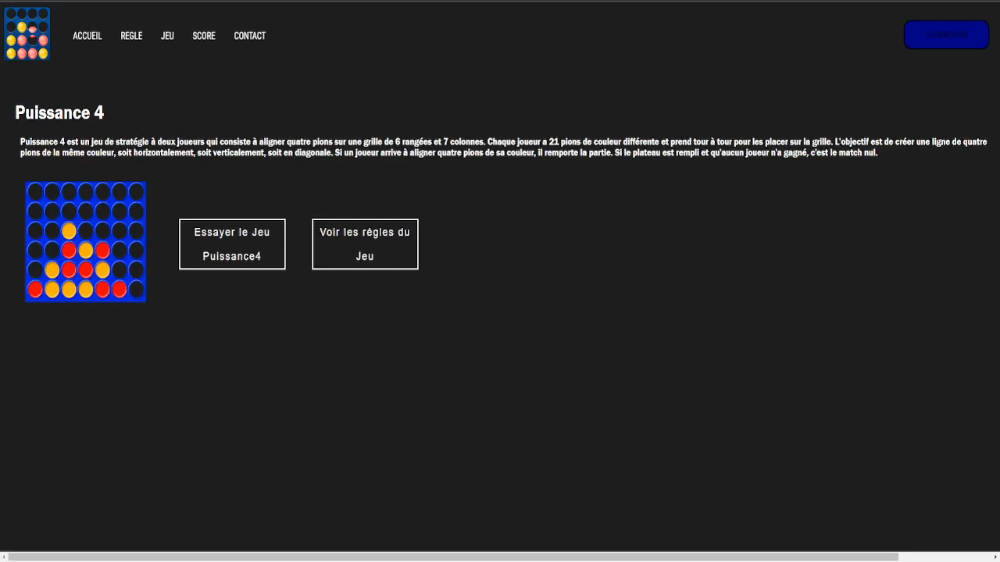 ACCUEIL REGLE JEU SCORE CONTACT CONNEXION
Puissance 4
Puissance 4 est un jeu de stratégie à deux joueurs qui consiste à aligner quatre pions sur une grille de 6 rangées et 7 colonnes. Chaque joueur a 21 pions de couleur différente et prend tour à tour pour les placer sur la grille. L'objectif est de créer une ligne de quatre
pions de la même couleur, soit horizontalement, soit verticalement, soit en diagonale. Si un joueur arrive à aligner quatre pions de sa couleur, il remporte la partie. Si le plateau est rempli et qu'aucun joueur n'a gagné, c'est le match nul.
Essayer le Jeu
Puissance4
Voir les régles du
Jeu